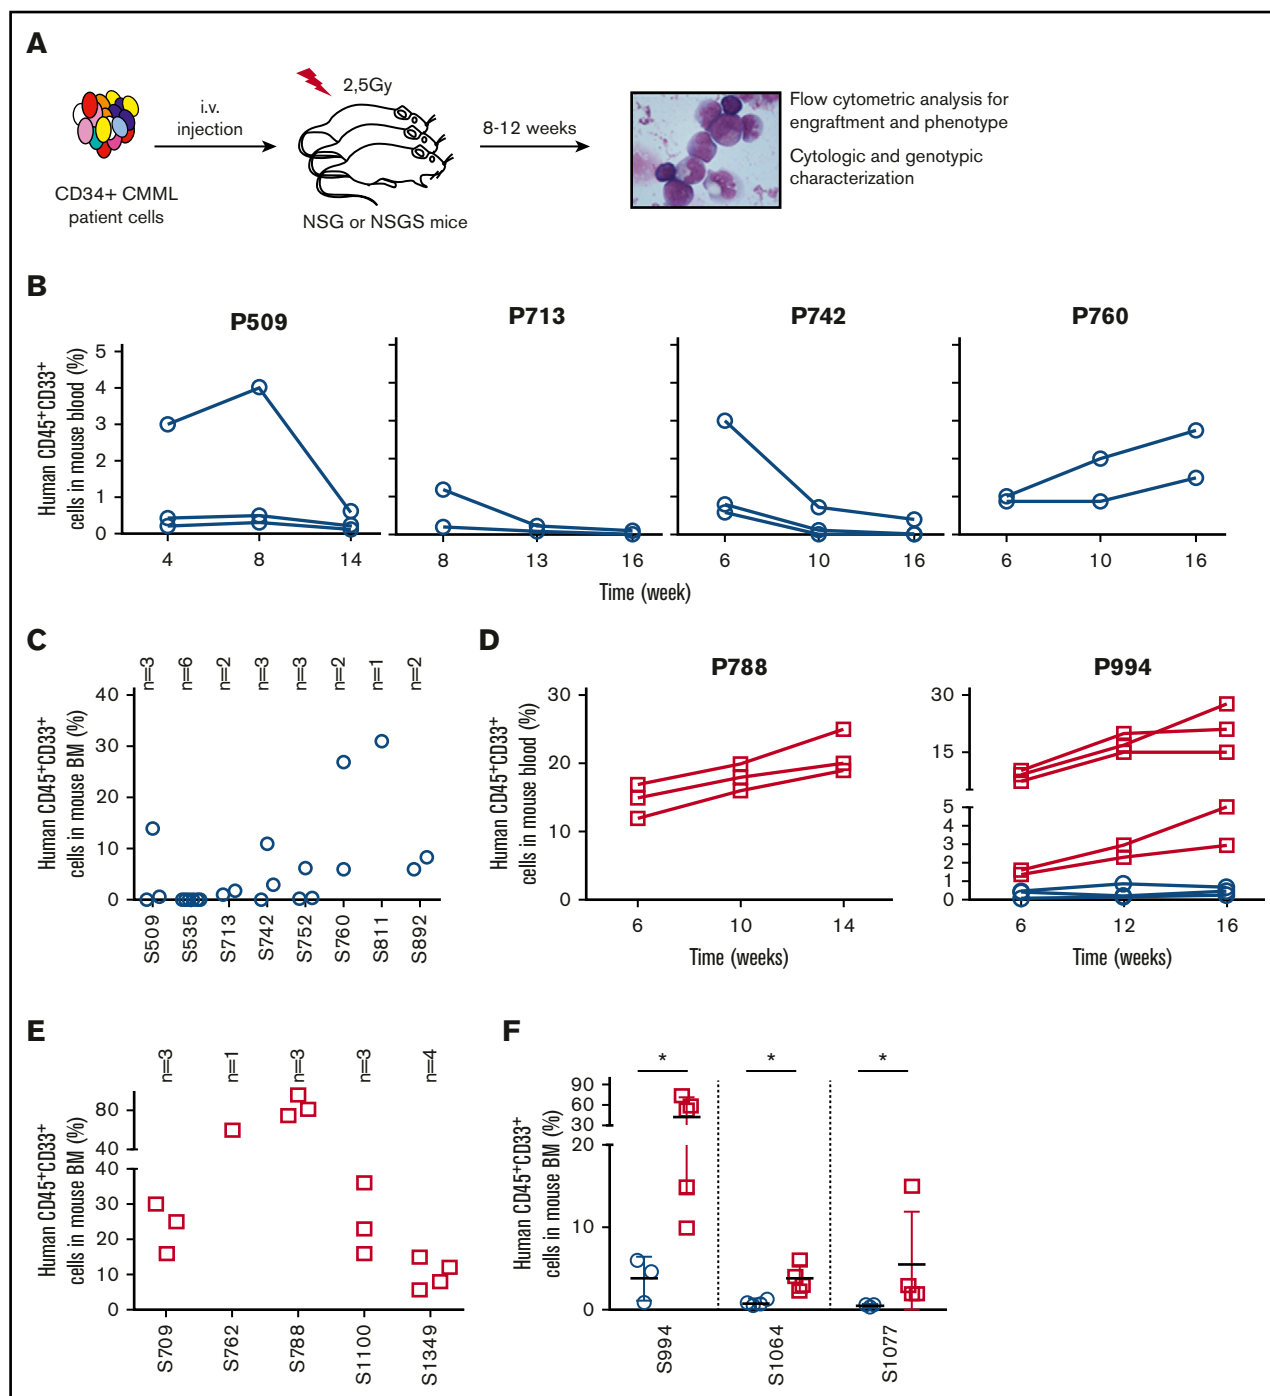 A
i.v.
injection
CD34+ CMML
patient cells
2,5Gy
NSG or NSGS mice
8-12 weeks
Flow cytometric analysis for
engraftment and phenotype
Cytologic and genotypic
characterization
B
Human CD45+CD33+
cells in mouse blood (%)
P509
P713
P742
P760
5
4
3
2
1
0
4 8 14
8 13 16
6 10 16
6 10 16
Time (week)
C
n=3 n=6 n=2 n=3 n=3 n=2 n=1 n=2
Human CD45+CD33+
cells in mouse BM (%)
40
30
20
10
0
S509 S535 S713 S742 S752 S760 S811 S892
D
P788
Human CD45+CD33+
cells in mouse blood (%)
30
20
10
0
6 10 14
Time (weeks)
P994
30
15
5
4
3
2
1
0
6 12 16
Time (weeks)
E
n=3 n=1 n=3 n=3 n=4
Human CD45+CD33+
cells in mouse BM (%)
80
40
40
30
20
10
0
S709 S762 S788 S1100 S1349
F
* * *
Human CD45+CD33+
cells in mouse BM (%)
90
60
30
20
10
0
S994 S1064 S1077